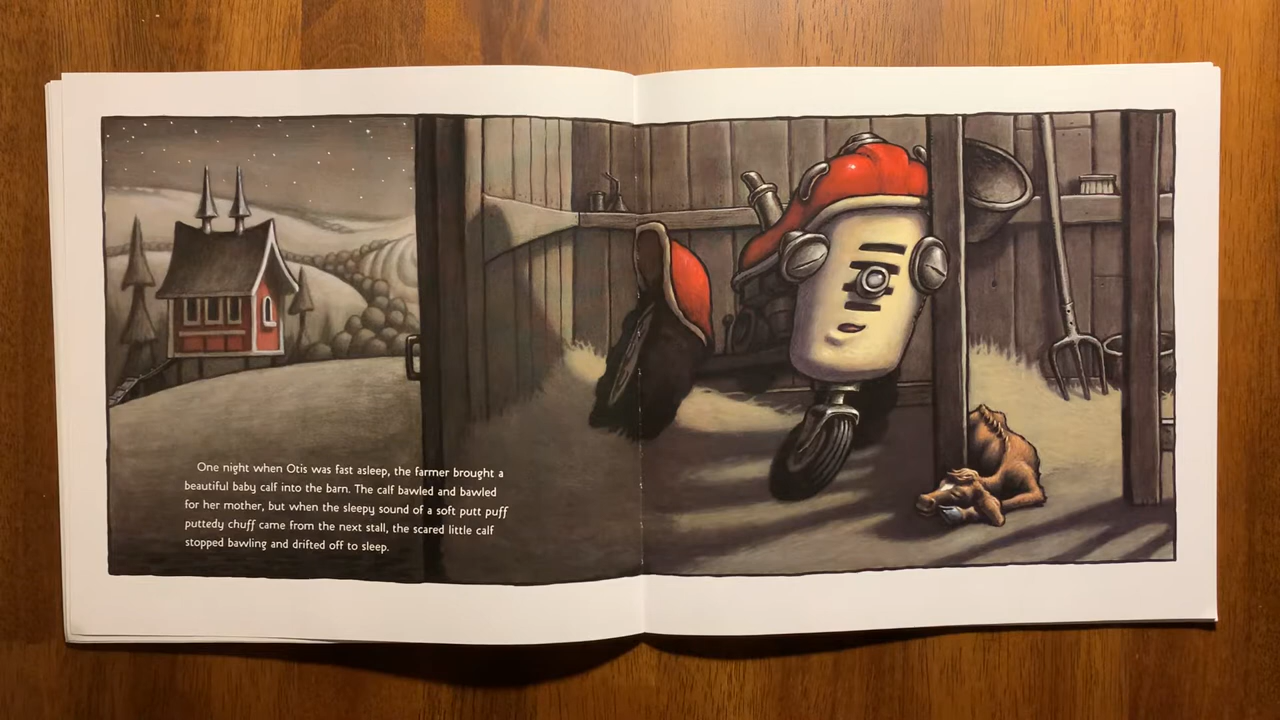 One night when Otis was fast asleep, the farmer brought a
beautiful baby calf into the barn. The calf bawled and bawled
for her mother, but when the sleepy sound of a soft putt puff
puttedy chuff came from the next stall, the scared little calf
stopped bawling and drifted off to sleep.